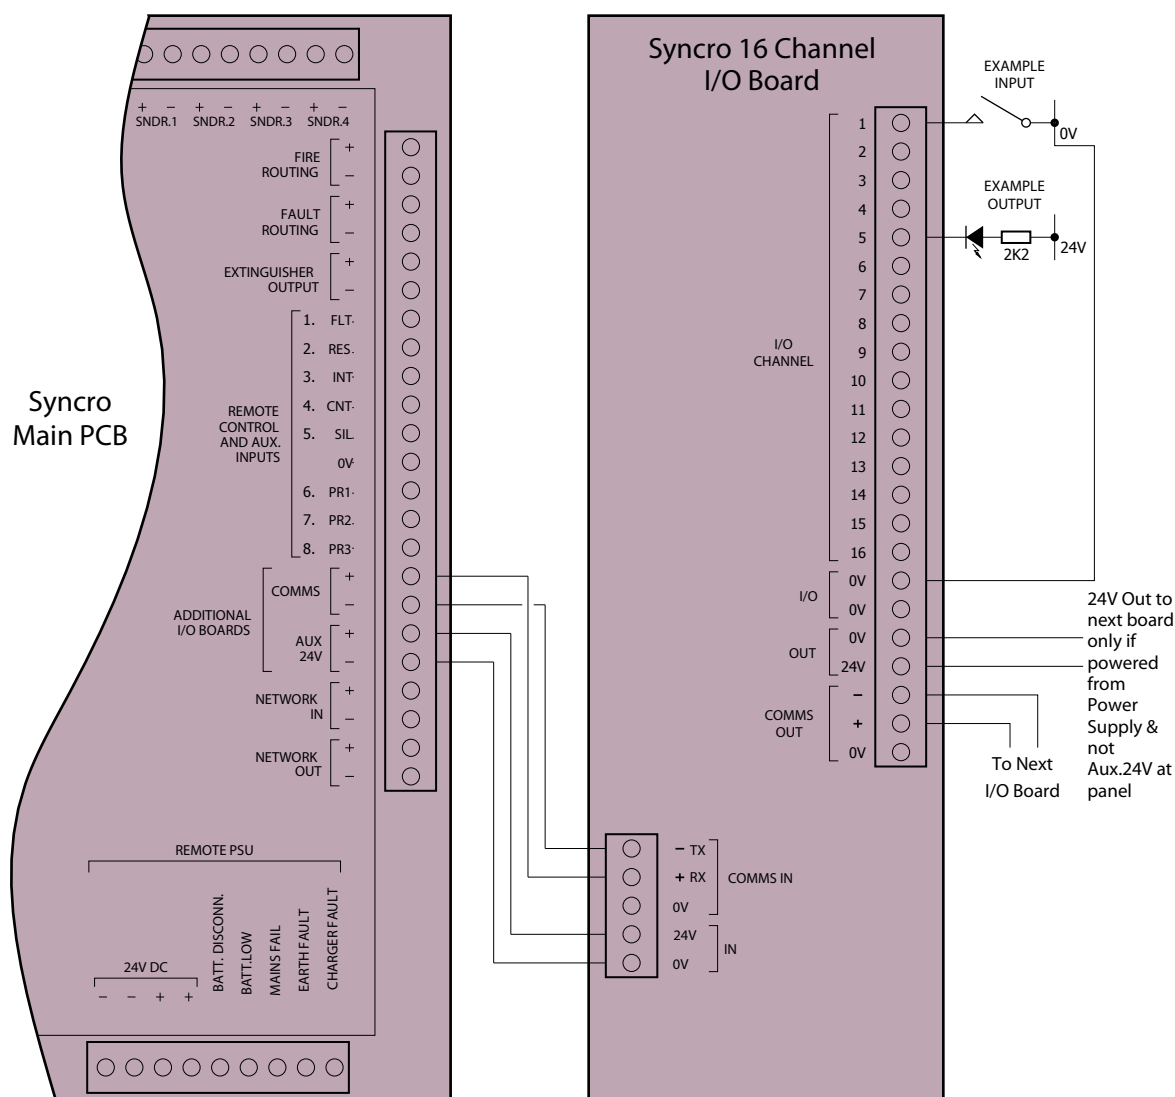 Syncro 16 Channel
I/O Board
EXAMPLE
INPUT
0V
EXAMPLE
OUTPUT
2K2
24V
+ − + − + − + −
SNDR.1 SNDR.2 SNDR.3 SNDR.4
FIRE
ROUTING
+
−
FAULT
ROUTING
+
−
EXTINGUISHER
OUTPUT
+
−
Syncro
Main PCB
REMOTE
CONTROL
AND AUX.
INPUTS
1. FLT
2. RES
3. INT
4. CNT
5. SIL
0V
6. PR1
7. PR2
8. PR3
ADDITIONAL
I/O BOARDS
COMMS
+
−
AUX
24V
+
−
NETWORK
IN
+
−
NETWORK
OUT
+
−
REMOTE PSU
24V DC
− − + +
BATT. DISCONN.
BATT.LOW
MAINS FAIL
EARTH FAULT
CHARGER FAULT
I/O
CHANNEL
1
2
3
4
5
6
7
8
9
10
11
12
13
14
15
16
I/O
0V
0V
OUT
0V
24V
COMMS
OUT
−
+
0V
To Next
I/O Board
24V Out to
next board
only if
powered
from
Power
Supply &
not
Aux.24V at
panel
− TX
+ RX
0V
COMMS IN
24V
0V
IN